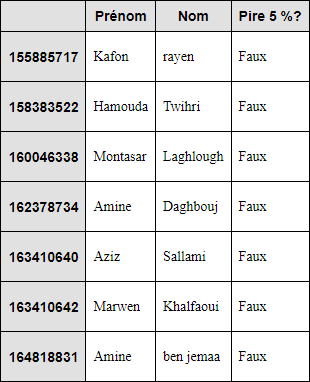 Prénom Nom Pire 5 %?
155885717 Kafon rayen Faux
158383522 Hamouda Twihri Faux
160046338 Montasar Laghlough Faux
162378734 Amine Daghbouj Faux
163410640 Aziz Sallami Faux
163410642 Marwen Khalfaoui Faux
164818831 Amine ben jemaa Faux